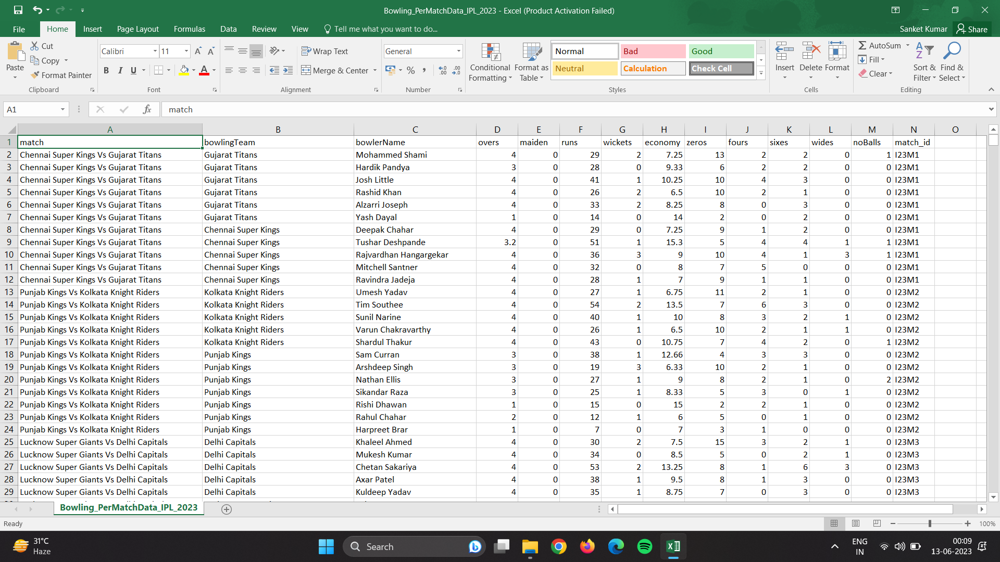 Bowling_PerMatchData_IPL_2023 - Excel (Product Activation Failed)
File Home Insert Page Layout Formulas Data Review View Tell me what you want to do... Sanket Kumar Share
Paste Cut Copy Format Painter Clipboard
Calibri 11 A A B I U A Font
Wrap Text Merge & Center Alignment
General % , .00 Number
Conditional Formatting Format as Table
Normal Bad Good
Neutral Calculation Check Cell
Styles
Insert Delete Format Cells
AutoSum Fill Clear Sort & Filter Find & Select Editing
A1 fx match
A B C D E F G H I J K L M N O
1 match bowlingTeam bowlerName overs maiden runs wickets economy zeros fours sixes wides noBalls match_id
2 Chennai Super Kings Vs Gujarat Titans Gujarat Titans Mohammed Shami 4 0 29 2 7.25 13 2 2 0 1 I23M1
3 Chennai Super Kings Vs Gujarat Titans Gujarat Titans Hardik Pandya 3 0 28 0 9.33 6 2 2 0 0 I23M1
4 Chennai Super Kings Vs Gujarat Titans Gujarat Titans Josh Little 4 0 41 1 10.25 10 4 3 0 0 I23M1
5 Chennai Super Kings Vs Gujarat Titans Gujarat Titans Rashid Khan 4 0 26 2 6.5 10 2 1 0 0 I23M1
6 Chennai Super Kings Vs Gujarat Titans Gujarat Titans Alzarri Joseph 4 0 33 2 8.25 8 0 3 0 0 I23M1
7 Chennai Super Kings Vs Gujarat Titans Gujarat Titans Yash Dayal 1 0 14 0 14 2 0 2 0 0 I23M1
8 Chennai Super Kings Vs Gujarat Titans Chennai Super Kings Deepak Chahar 4 0 29 0 7.25 9 1 2 0 0 I23M1
9 Chennai Super Kings Vs Gujarat Titans Chennai Super Kings Tushar Deshpande 3.2 0 51 1 15.3 5 4 4 1 1 I23M1
10 Chennai Super Kings Vs Gujarat Titans Chennai Super Kings Rajvardhan Hangargekar 4 0 36 3 9 10 4 1 3 1 I23M1
11 Chennai Super Kings Vs Gujarat Titans Chennai Super Kings Mitchell Santner 4 0 32 0 8 7 5 0 0 0 I23M1
12 Chennai Super Kings Vs Gujarat Titans Chennai Super Kings Ravindra Jadeja 4 0 28 1 7 9 1 1 0 0 I23M1
13 Punjab Kings Vs Kolkata Knight Riders Kolkata Knight Riders Umesh Yadav 4 0 27 1 6.75 11 2 1 0 0 I23M2
14 Punjab Kings Vs Kolkata Knight Riders Kolkata Knight Riders Tim Southee 4 0 54 2 13.5 7 6 3 0 0 I23M2
15 Punjab Kings Vs Kolkata Knight Riders Kolkata Knight Riders Sunil Narine 4 0 40 1 10 8 3 2 1 0 I23M2
16 Punjab Kings Vs Kolkata Knight Riders Kolkata Knight Riders Varun Chakravarthy 4 0 26 1 6.5 10 2 1 1 0 I23M2
17 Punjab Kings Vs Kolkata Knight Riders Kolkata Knight Riders Shardul Thakur 4 0 43 0 10.75 7 4 2 0 1 I23M2
18 Punjab Kings Vs Kolkata Knight Riders Punjab Kings Sam Curran 3 0 38 1 12.66 4 3 3 0 0 I23M2
19 Punjab Kings Vs Kolkata Knight Riders Punjab Kings Arshdeep Singh 3 0 19 3 6.33 10 2 1 0 0 I23M2
20 Punjab Kings Vs Kolkata Knight Riders Punjab Kings Nathan Ellis 3 0 27 1 9 8 2 1 0 2 I23M2
21 Punjab Kings Vs Kolkata Knight Riders Punjab Kings Sikandar Raza 3 0 25 1 8.33 5 3 0 1 0 I23M2
22 Punjab Kings Vs Kolkata Knight Riders Punjab Kings Rishi Dhawan 1 0 15 0 15 2 2 1 0 0 I23M2
23 Punjab Kings Vs Kolkata Knight Riders Punjab Kings Rahul Chahar 2 0 12 1 6 5 0 1 0 0 I23M2
24 Punjab Kings Vs Kolkata Knight Riders Punjab Kings Harpreet Brar 1 0 7 0 7 3 1 0 0 0 I23M2
25 Lucknow Super Giants Vs Delhi Capitals Delhi Capitals Khaleel Ahmed 4 0 30 2 7.5 15 3 2 1 0 I23M3
26 Lucknow Super Giants Vs Delhi Capitals Delhi Capitals Mukesh Kumar 4 0 34 0 8.5 5 0 2 1 0 I23M3
27 Lucknow Super Giants Vs Delhi Capitals Delhi Capitals Chetan Sakariya 4 0 53 2 13.25 8 1 6 3 0 I23M3
28 Lucknow Super Giants Vs Delhi Capitals Delhi Capitals Axar Patel 4 0 38 1 9.5 8 1 3 0 0 I23M3
29 Lucknow Super Giants Vs Delhi Capitals Delhi Capitals Kuldeep Yadav 4 0 35 1 8.75 7 0 3 0 0 I23M3
Bowling_PerMatchData_IPL_2023
Ready 100%
31°C
Haze
Search
ENG
IN
00:09
13-06-2023